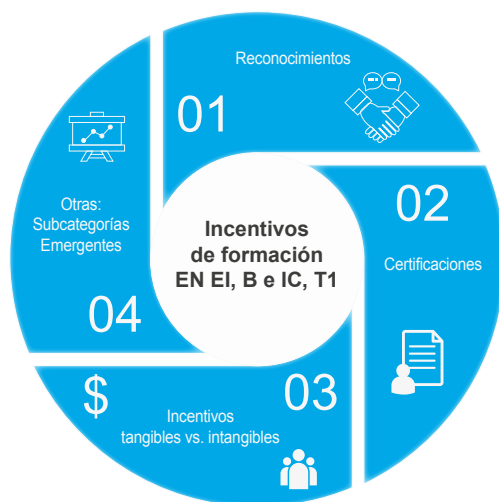 Incentivos
de formación
EN EI, B e IC, T1
01
Reconocimientos
02
Certificaciones
03
Incentivos
tangibles vs. intangibles
$
04
Otras:
Subcategorías
Emergentes